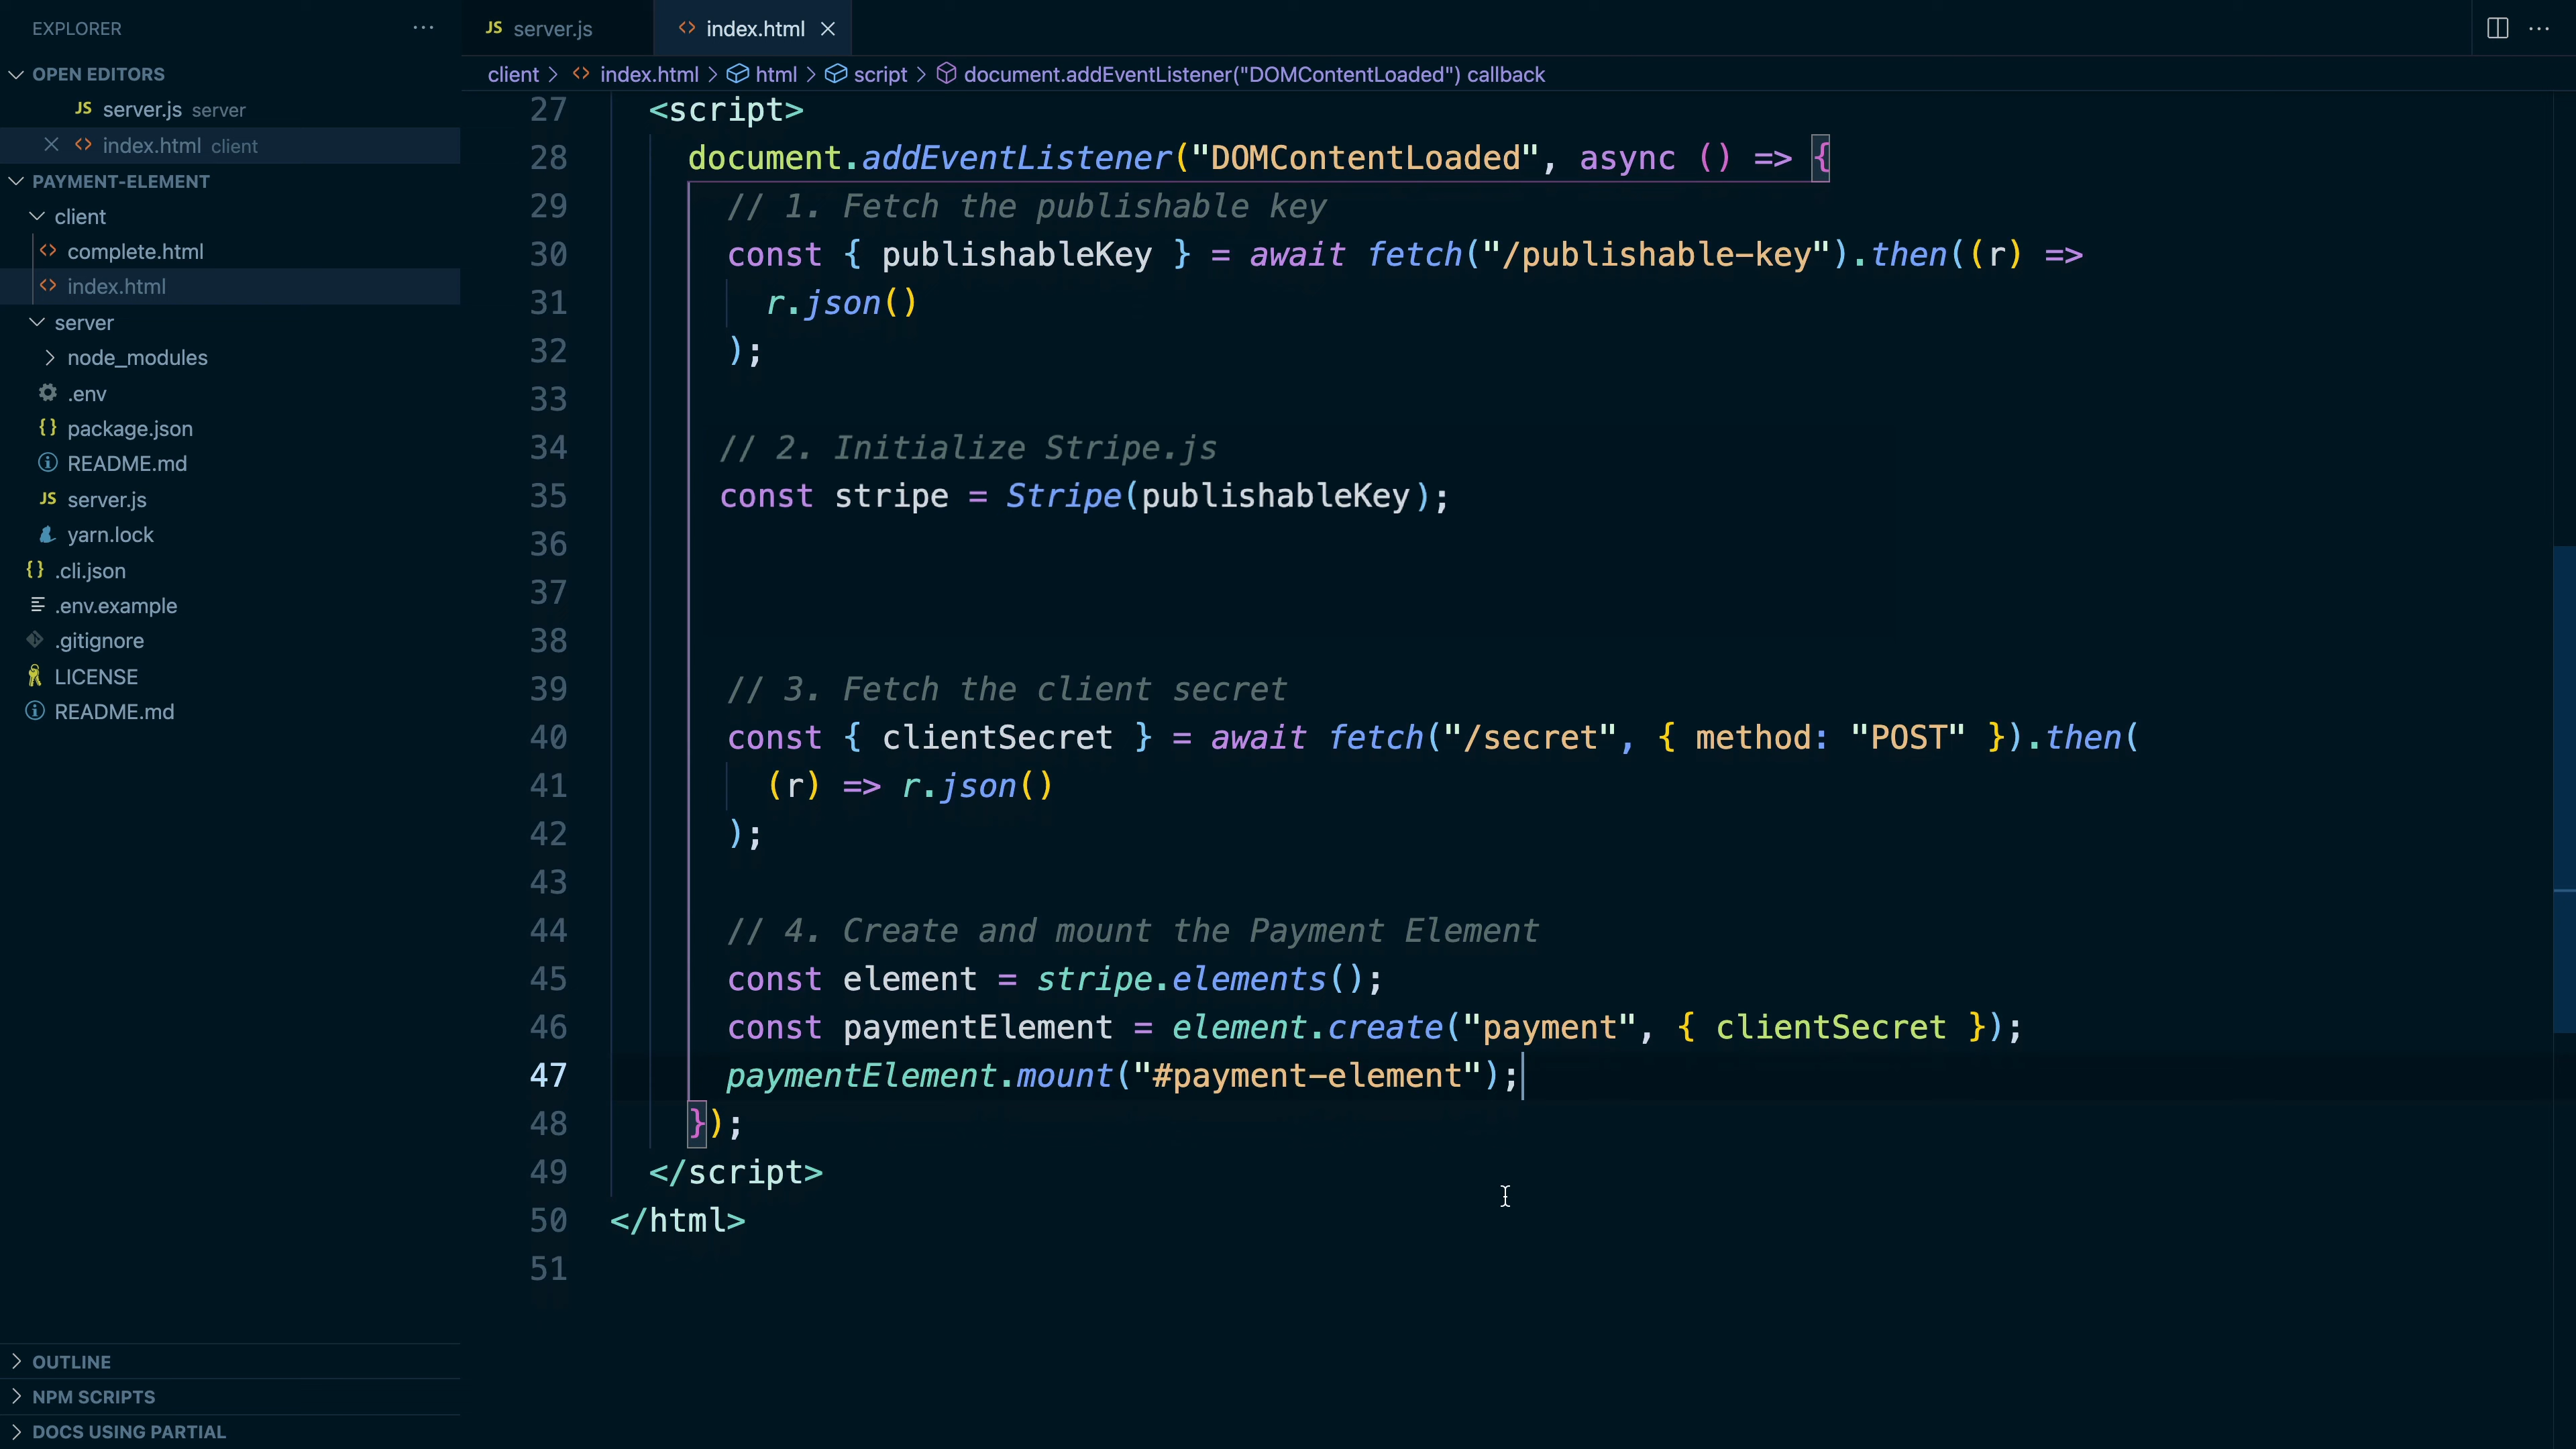 EXPLORER
OPEN EDITORS
JS server.js server
index.html client
PAYMENT-ELEMENT
client
complete.html
index.html
server
node_modules
.env
{} package.json
README.md
JS server.js
yarn.lock
{} .cli.json
.env.example
.gitignore
LICENSE
README.md
OUTLINE
NPM SCRIPTS
DOCS USING PARTIAL
JS server.js
index.html
client > index.html > html > script > document.addEventListener("DOMContentLoaded") callback
27 <script>
28 document.addEventListener("DOMContentLoaded", async () => {
29 // 1. Fetch the publishable key
30 const { publishableKey } = await fetch("/publishable-key").then((r) =>
31 r.json()
32 );
33
34 // 2. Initialize Stripe.js
35 const stripe = Stripe(publishableKey);
36
37
38
39 // 3. Fetch the client secret
40 const { clientSecret } = await fetch("/secret", { method: "POST" }).then(
41 (r) => r.json()
42 );
43
44 // 4. Create and mount the Payment Element
45 const element = stripe.elements();
46 const paymentElement = element.create("payment", { clientSecret });
47 paymentElement.mount("#payment-element");
48 });
49 </script>
50 </html>
51